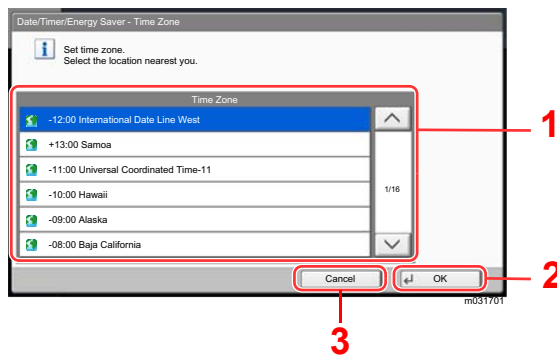 Date/Timer/Energy Saver - Time Zone
i
Set time zone.
Select the location nearest you.
Time Zone
-12:00 International Date Line West
+13:00 Samoa
-11:00 Universal Coordinated Time-11
1/16
-10:00 Hawaii
-09:00 Alaska
-08:00 Baja California
1
Cancel
OK
2
m031701
3